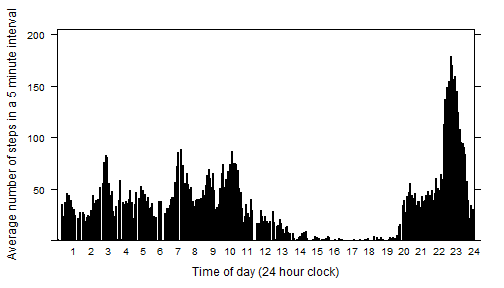 Average number of steps in a 5 minute interval
200
150
100
50
1 2 3 4 5 6 7 8 9 10 11 12 13 14 15 16 17 18 19 20 21 22 23 24
Time of day (24 hour clock)